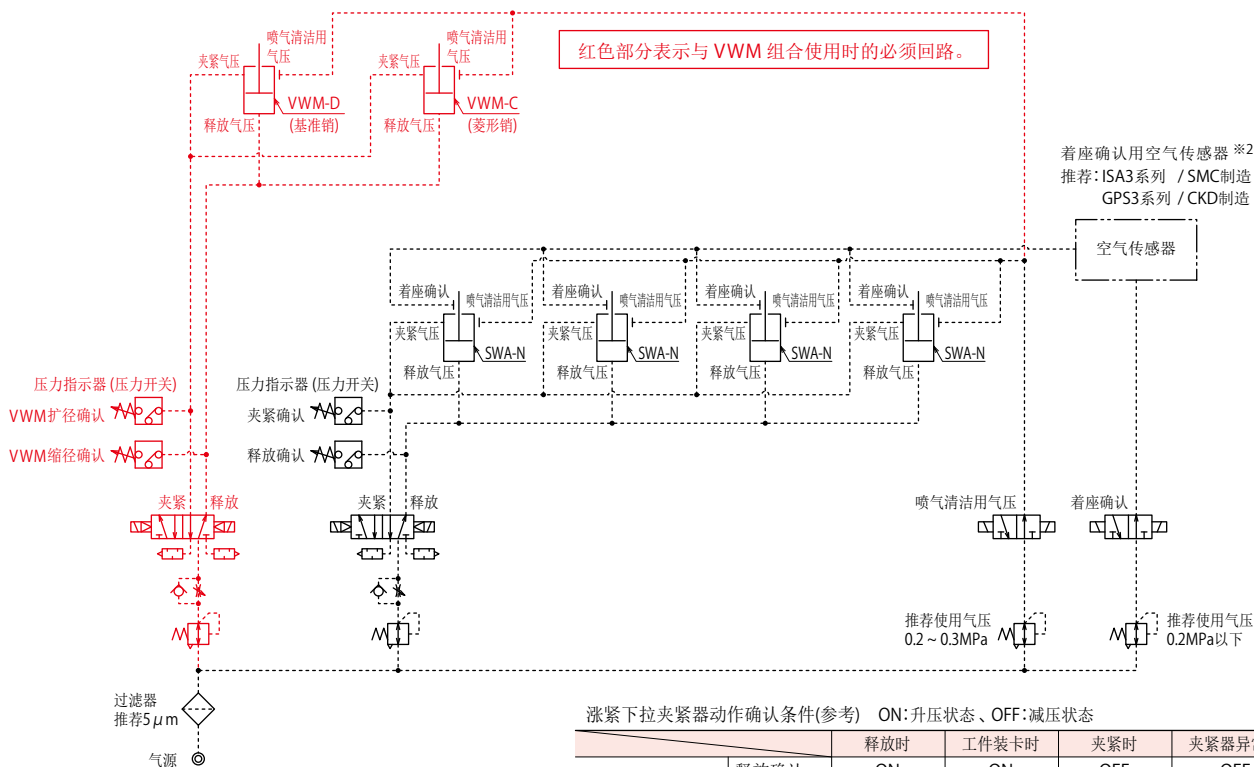 喷气清洁用
气压
夹紧气压
VWM-D
(基准销)
释放气压
喷气清洁用
气压
夹紧气压
VWM-C
(菱形销)
释放气压
红色部分表示与 VWM 组合使用时的必须回路。
着座确认用空气传感器 ※2
推荐:ISA3系列 / SMC制造
GPS3系列 / CKD制造
空气传感器
着座确认
喷气清洁用气压
夹紧气压
SWA-N
释放气压
着座确认
喷气清洁用气压
夹紧气压
SWA-N
释放气压
着座确认
喷气清洁用气压
夹紧气压
SWA-N
释放气压
着座确认
喷气清洁用气压
夹紧气压
SWA-N
释放气压
压力指示器 (压力开关)
VWM扩径确认
VWM缩径确认
压力指示器 (压力开关)
夹紧确认
释放确认
夹紧 释放
夹紧 释放
喷气清洁用气压
着座确认
推荐使用气压
0.2～0.3MPa
推荐使用气压
0.2MPa以下
过滤器
推荐5μm
气源
涨紧下拉夹紧器动作确认条件(参考) ON:升压状态、OFF:减压状态
释放时 工件装卡时 夹紧时 夹紧器异常
释放确认 ON ON OFF OFF